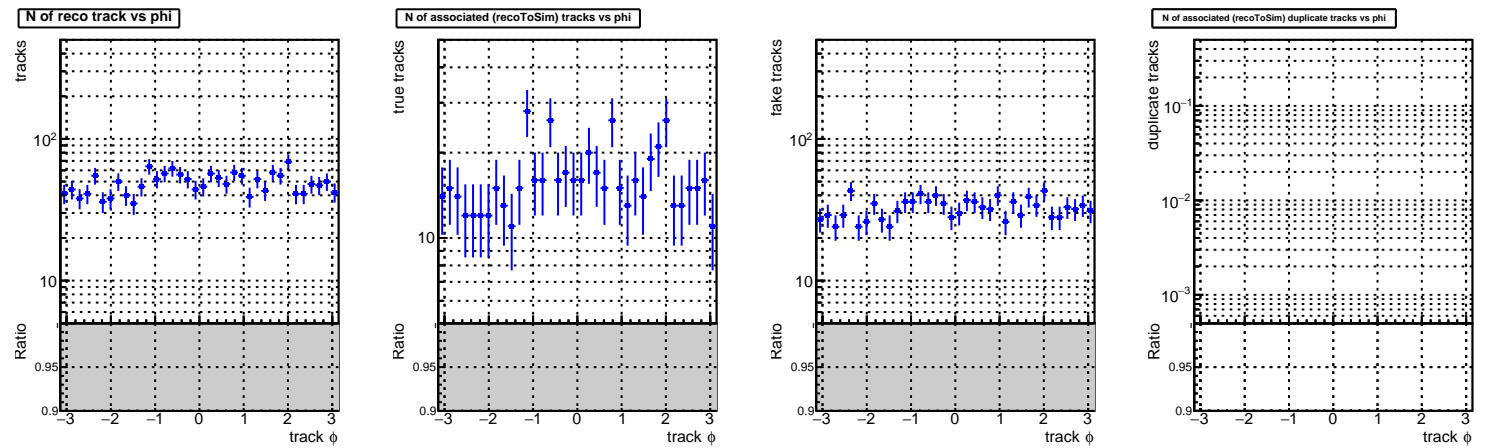 N of reco track vs phi
tracks
10²
10
Ratio
0.95
0.9
−3 −2 −1 0 1 2 3
track ϕ
N of associated (recoToSim) tracks vs phi
true tracks
10
Ratio
0.95
0.9
−3 −2 −1 0 1 2 3
track ϕ
fake tracks
10²
10
Ratio
0.95
0.9
−3 −2 −1 0 1 2 3
track ϕ
N of associated (recoToSim) duplicate tracks vs phi
duplicate tracks
10⁻¹
10⁻²
10⁻³
Ratio
0.95
0.9
−3 −2 −1 0 1 2 3
track ϕ